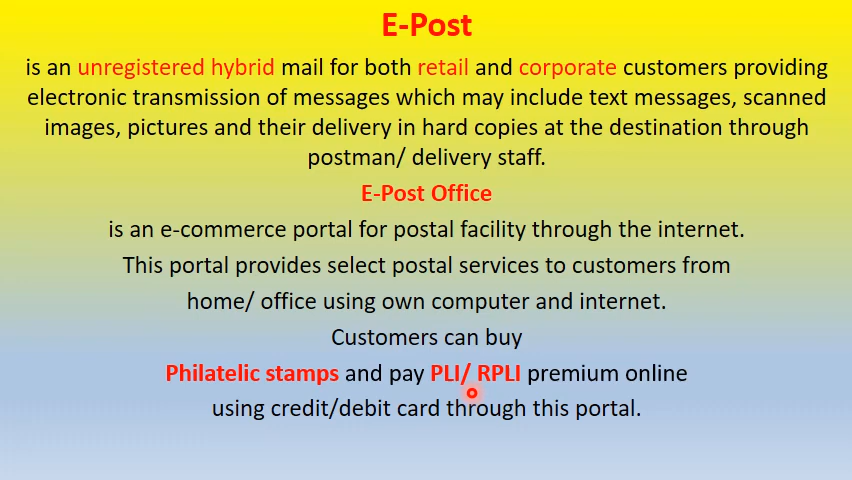 E-Post
is an unregistered hybrid mail for both retail and corporate customers providing
electronic transmission of messages which may include text messages, scanned
images, pictures and their delivery in hard copies at the destination through
postman/ delivery staff.
E-Post Office
is an e-commerce portal for postal facility through the internet.
This portal provides select postal services to customers from
home/ office using own computer and internet.
Customers can buy
Philatelic stamps and pay PLI/ RPLI premium online
using credit/debit card through this portal.